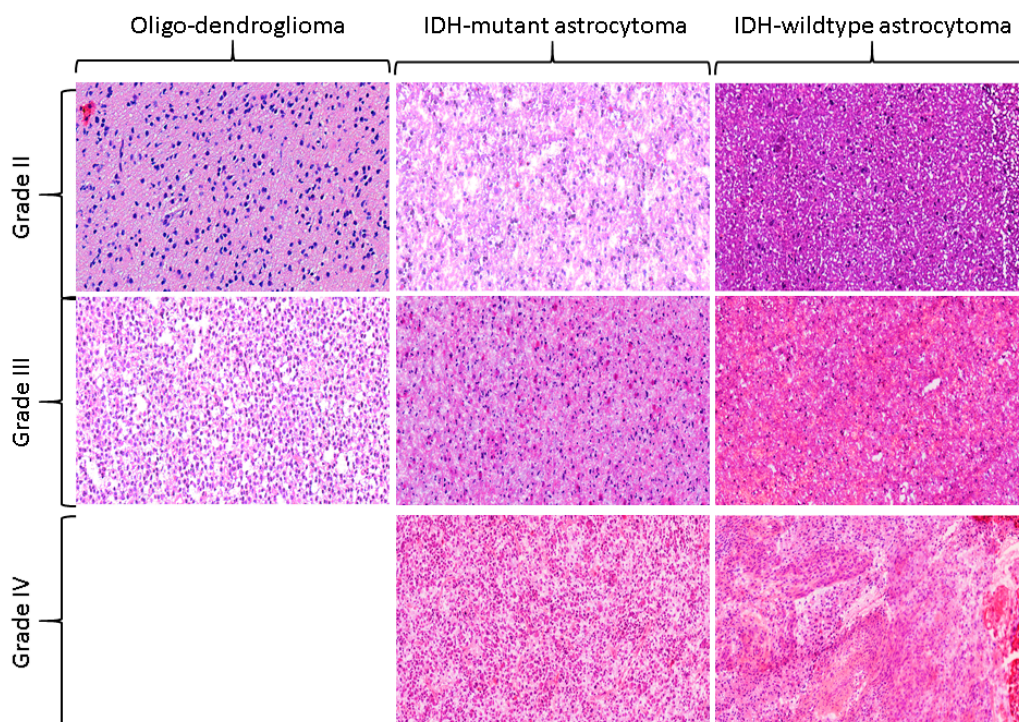 Oligo-dendroglioma
IDH-mutant astrocytoma
IDH-wildtype astrocytoma
Grade II
Grade III
Grade IV